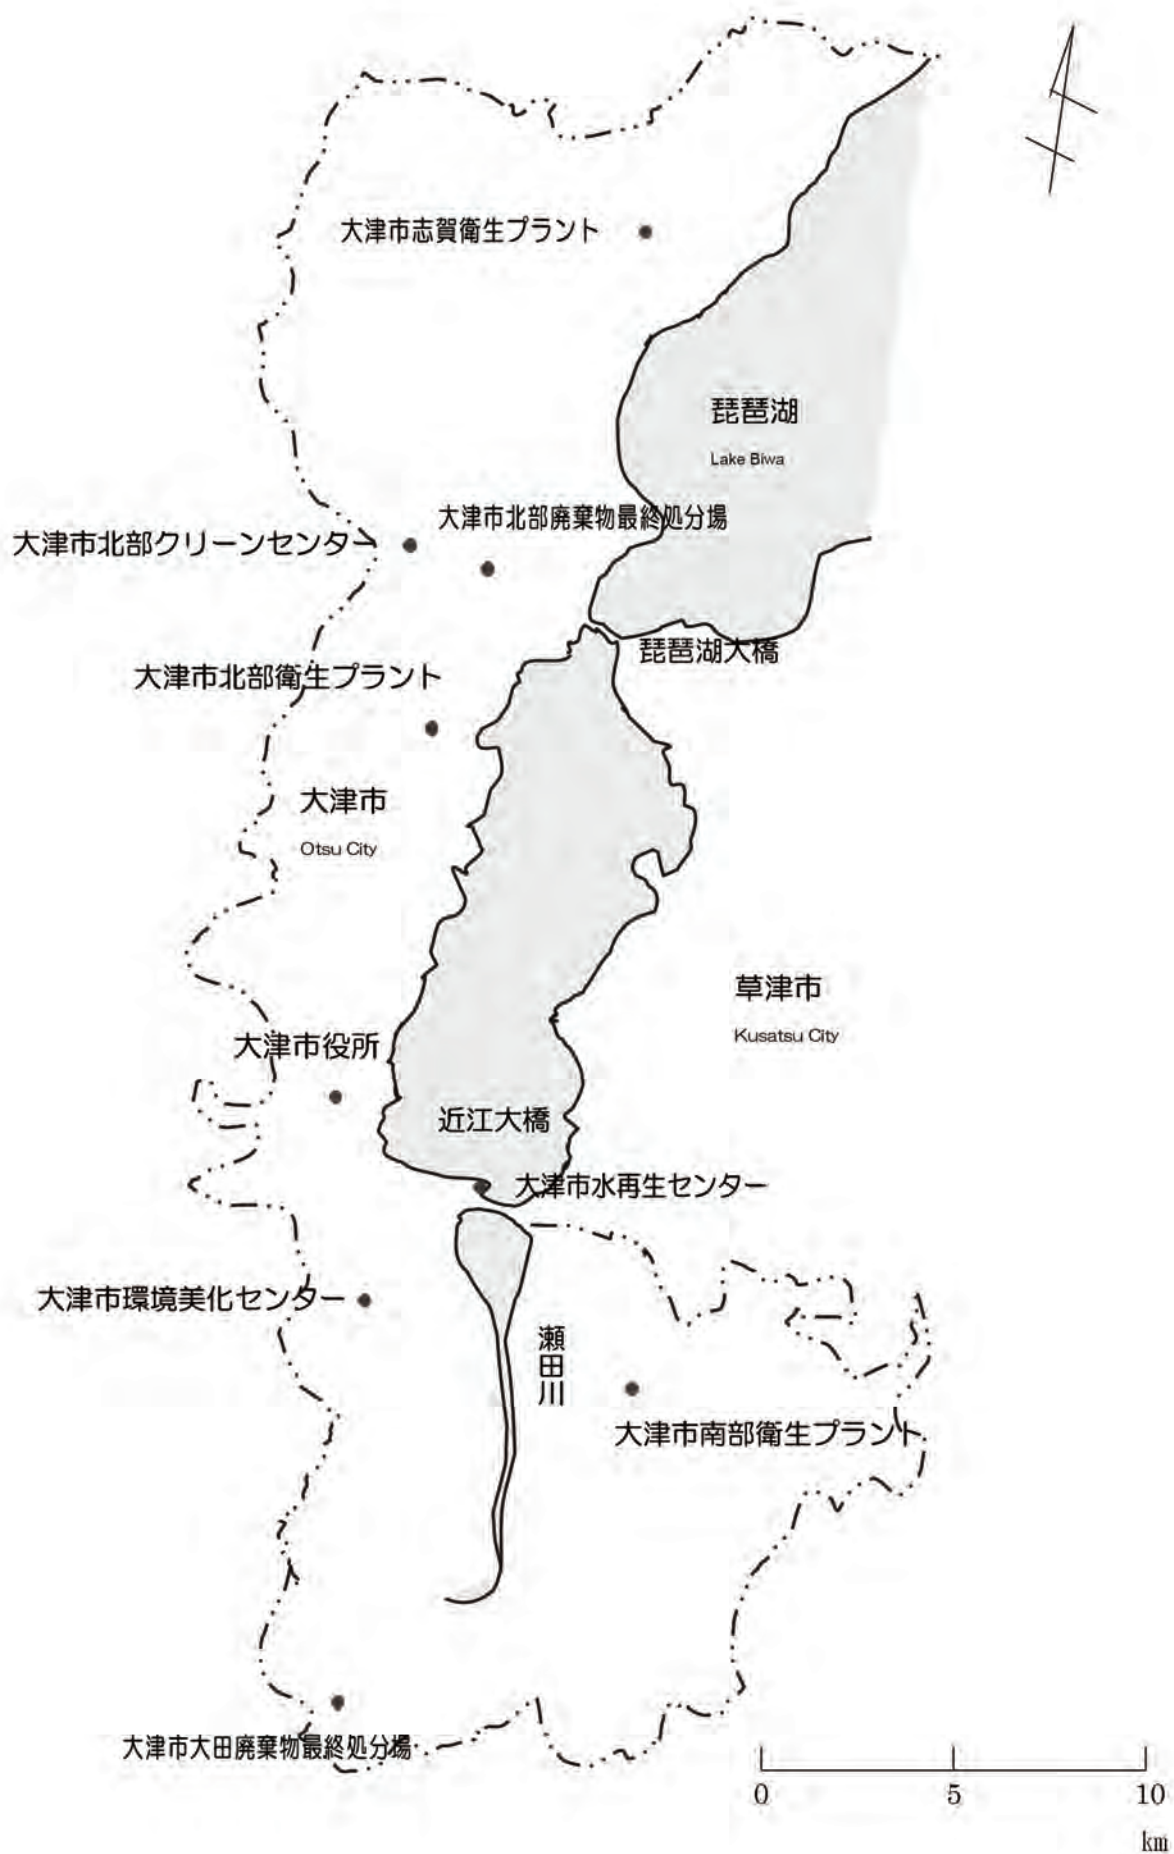 大津市志賀衛生プラント
琵琶湖
Lake Biwa
大津市北部廃棄物最終処分場
大津市北部クリーンセンター
琵琶湖大橋
大津市北部衛生プラント
大津市
Otsu City
草津市
Kusatsu City
大津市役所
近江大橋
大津市水再生センター
大津市環境美化センター
瀬田川
大津市南部衛生プラント
大津市大田廃棄物最終処分場
0 5 10
km